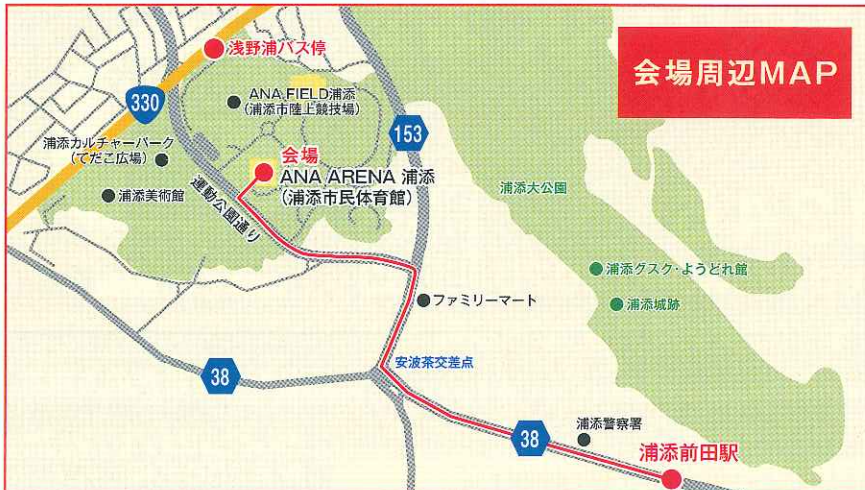 会場周辺MAP
浅野浦バス停
330
ANA FIELD浦添
(浦添市陸上競技場)
153
浦添カルチャーパーク
(てだこ広場)
会場
ANA ARENA 浦添
(浦添市民体育館)
浦添美術館
運動公園通り
浦添大公園
浦添グスク・ようどれ館
浦添城跡
ファミリーマート
安波茶交差点
38
38
浦添警察署
浦添前田駅